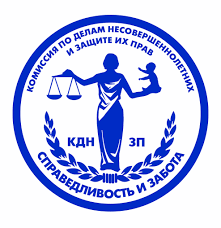 КОМИССИЯ ПО ДЕЛАМ НЕСОВЕРШЕННОЛЕТНИХ
И ЗАЩИТЕ ИХ ПРАВ
КДН ЗП
СПРАВЕДЛИВОСТЬ И ЗАБОТА